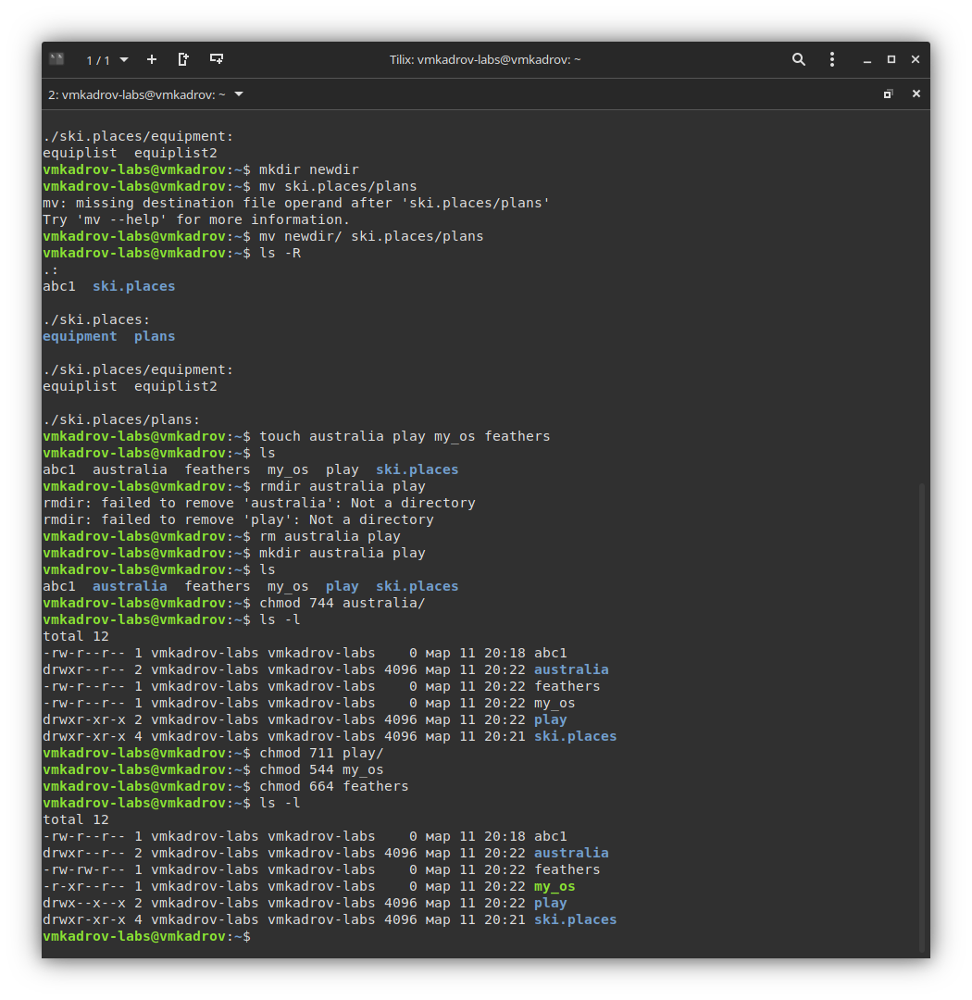 1 / 1
Tilix: vmkadrov-labs@vmkadrov: ~
2: vmkadrov-labs@vmkadrov: ~
./ski.places/equipment:
equiplist  equiplist2
vmkadrov-labs@vmkadrov:~$ mkdir newdir
vmkadrov-labs@vmkadrov:~$ mv ski.places/plans
mv: missing destination file operand after 'ski.places/plans'
Try 'mv --help' for more information.
vmkadrov-labs@vmkadrov:~$ mv newdir/ ski.places/plans
vmkadrov-labs@vmkadrov:~$ ls -R
.:
abc1  ski.places
./ski.places:
equipment  plans
./ski.places/equipment:
equiplist  equiplist2
./ski.places/plans:
vmkadrov-labs@vmkadrov:~$ touch australia play my_os feathers
vmkadrov-labs@vmkadrov:~$ ls
abc1  australia  feathers  my_os  play  ski.places
vmkadrov-labs@vmkadrov:~$ rmdir australia play
rmdir: failed to remove 'australia': Not a directory
rmdir: failed to remove 'play': Not a directory
vmkadrov-labs@vmkadrov:~$ rm australia play
vmkadrov-labs@vmkadrov:~$ mkdir australia play
vmkadrov-labs@vmkadrov:~$ ls
abc1  australia  feathers  my_os  play  ski.places
vmkadrov-labs@vmkadrov:~$ chmod 744 australia/
vmkadrov-labs@vmkadrov:~$ ls -l
total 12
-rw-r--r-- 1 vmkadrov-labs vmkadrov-labs    0 мар 11 20:18 abc1
drwxr--r-- 2 vmkadrov-labs vmkadrov-labs 4096 мар 11 20:22 australia
-rw-r--r-- 1 vmkadrov-labs vmkadrov-labs    0 мар 11 20:22 feathers
-rw-r--r-- 1 vmkadrov-labs vmkadrov-labs    0 мар 11 20:22 my_os
drwxr-xr-x 2 vmkadrov-labs vmkadrov-labs 4096 мар 11 20:22 play
drwxr-xr-x 4 vmkadrov-labs vmkadrov-labs 4096 мар 11 20:21 ski.places
vmkadrov-labs@vmkadrov:~$ chmod 711 play/
vmkadrov-labs@vmkadrov:~$ chmod 544 my_os
vmkadrov-labs@vmkadrov:~$ chmod 664 feathers
vmkadrov-labs@vmkadrov:~$ ls -l
total 12
-rw-r--r-- 1 vmkadrov-labs vmkadrov-labs    0 мар 11 20:18 abc1
drwxr--r-- 2 vmkadrov-labs vmkadrov-labs 4096 мар 11 20:22 australia
-rw-rw-r-- 1 vmkadrov-labs vmkadrov-labs    0 мар 11 20:22 feathers
-r-xr--r-- 1 vmkadrov-labs vmkadrov-labs    0 мар 11 20:22 my_os
drwx--x--x 2 vmkadrov-labs vmkadrov-labs 4096 мар 11 20:22 play
drwxr-xr-x 4 vmkadrov-labs vmkadrov-labs 4096 мар 11 20:21 ski.places
vmkadrov-labs@vmkadrov:~$